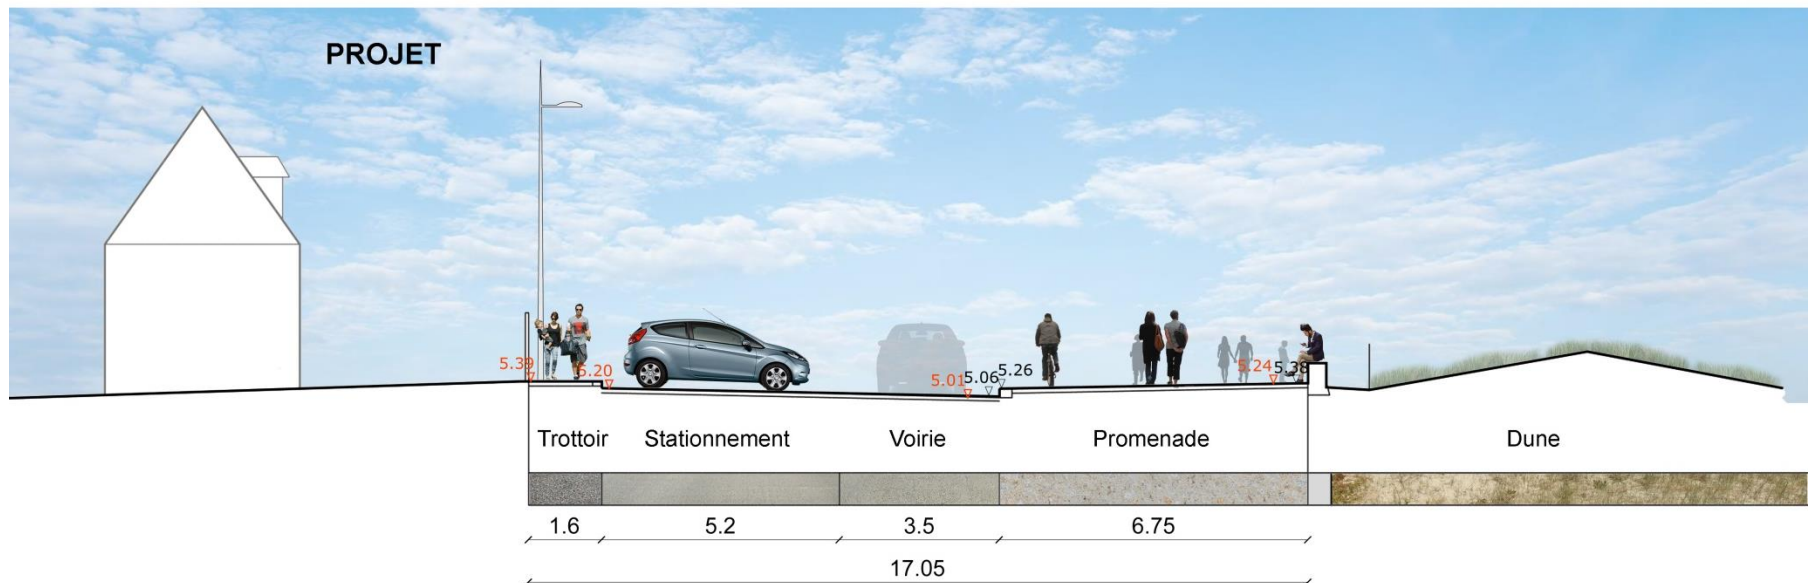 PROJET
5.39
5.20
5.01
5.06
5.26
5.24
5.38
Trottoir
Stationnement
Voirie
Promenade
Dune
1.6
5.2
3.5
6.75
17.05